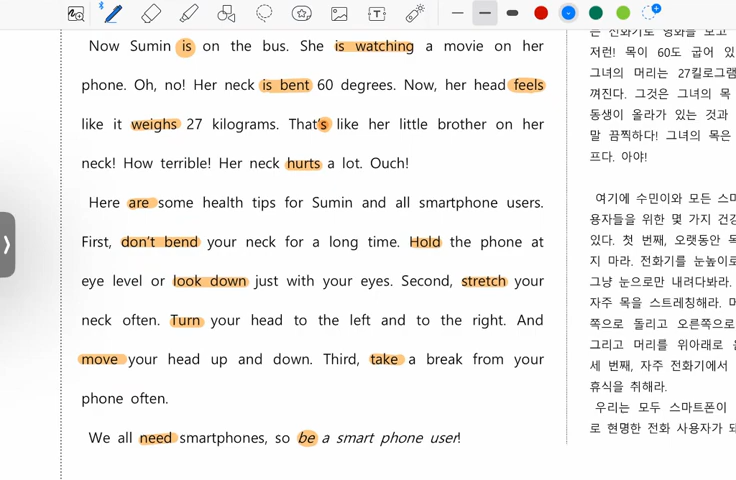 Now Sumin is on the bus. She is watching a movie on her
phone. Oh, no! Her neck is bent 60 degrees. Now, her head feels
like it weighs 27 kilograms. That's like her little brother on her
neck! How terrible! Her neck hurts a lot. Ouch!
Here are some health tips for Sumin and all smartphone users.
First, don't bend your neck for a long time. Hold the phone at
eye level or look down just with your eyes. Second, stretch your
neck often. Turn your head to the left and to the right. And
move your head up and down. Third, take a break from your
phone often.
We all need smartphones, so be a smart phone user!
는 전화기로 영화를 보고
저런! 목이 60도 굽어 있
그녀의 머리는 27킬로그램
껴진다. 그것은 그녀의 목
동생이 올라가 있는 것과
말 끔찍하다! 그녀의 목은
프다. 아야!
여기에 수민이와 모든 스마
용자들을 위한 몇 가지 건강
있다. 첫 번째, 오랫동안 목
지 마라. 전화기를 눈높이로
그냥 눈으로만 내려다봐라.
자주 목을 스트레칭해라. 머
쪽으로 돌리고 오른쪽으로
그리고 머리를 위아래로
세 번째, 자주 전화기에서
휴식을 취해라.
우리는 모두 스마트폰이
로 현명한 전화 사용자가 되